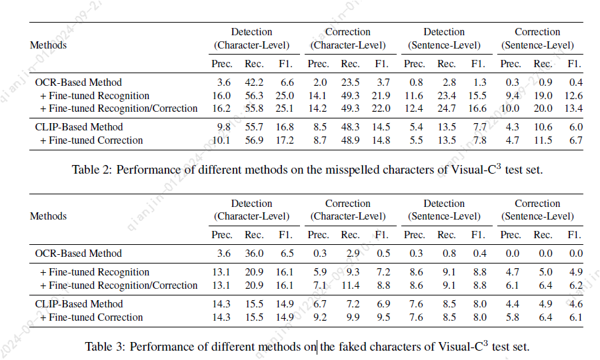 Methods Detection (Character-Level) Correction (Character-Level) Detection (Sentence-Level) Correction (Sentence-Level)
Prec. Rec. F1. Prec. Rec. F1. Prec. Rec. F1. Prec. Rec. F1.
OCR-Based Method 3.6 42.2 6.6 2.0 23.5 3.7 0.8 2.8 1.3 0.3 0.9 0.4
+ Fine-tuned Recognition 16.0 56.3 25.0 14.1 49.3 21.9 11.6 23.4 15.5 9.4 19.0 12.6
+ Fine-tuned Recognition/Correction 16.2 55.8 25.1 14.2 49.3 22.0 12.4 24.7 16.6 10.0 20.0 13.4
CLIP-Based Method 9.8 55.7 16.8 8.5 48.3 14.5 5.4 13.5 7.7 4.3 10.6 6.0
+ Fine-tuned Correction 10.1 56.9 17.2 8.7 48.9 14.8 5.5 13.5 7.8 4.7 11.5 6.7
Table 2: Performance of different methods on the misspelled characters of Visual-C³ test set.
Methods Detection (Character-Level) Correction (Character-Level) Detection (Sentence-Level) Correction (Sentence-Level)
Prec. Rec. F1. Prec. Rec. F1. Prec. Rec. F1. Prec. Rec. F1.
OCR-Based Method 3.6 36.0 6.5 0.3 2.9 0.5 0.3 0.8 0.4 0.0 0.0 0.0
+ Fine-tuned Recognition 13.1 20.9 16.1 5.9 9.3 7.2 8.6 9.1 8.8 4.7 5.0 4.9
+ Fine-tuned Recognition/Correction 13.1 20.9 16.1 7.1 11.4 8.8 8.6 9.1 8.8 6.1 6.4 6.2
CLIP-Based Method 14.3 15.5 14.9 6.7 7.2 6.9 7.6 8.5 8.0 4.4 4.9 4.6
+ Fine-tuned Correction 14.3 15.5 14.9 9.2 9.9 9.5 7.6 8.5 8.0 5.8 6.4 6.1
Table 3: Performance of different methods on the faked characters of Visual-C³ test set.